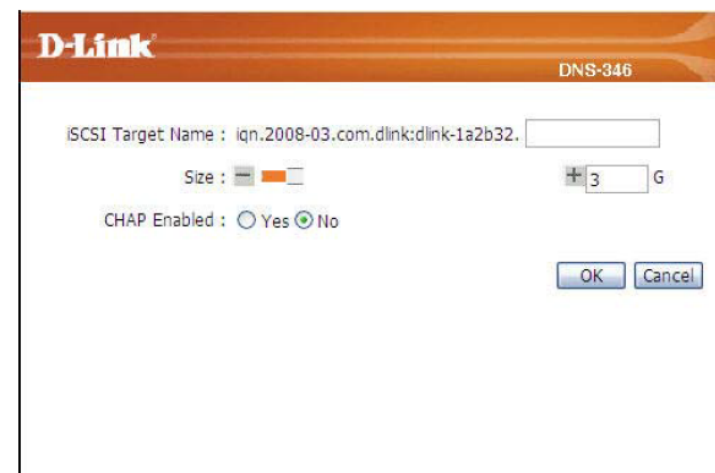 D-Link
DNS-346
iSCSI Target Name : iqn.2008-03.com.dlink:dlink-1a2b32.
Size : − + 3 G
CHAP Enabled : Yes No
OK Cancel